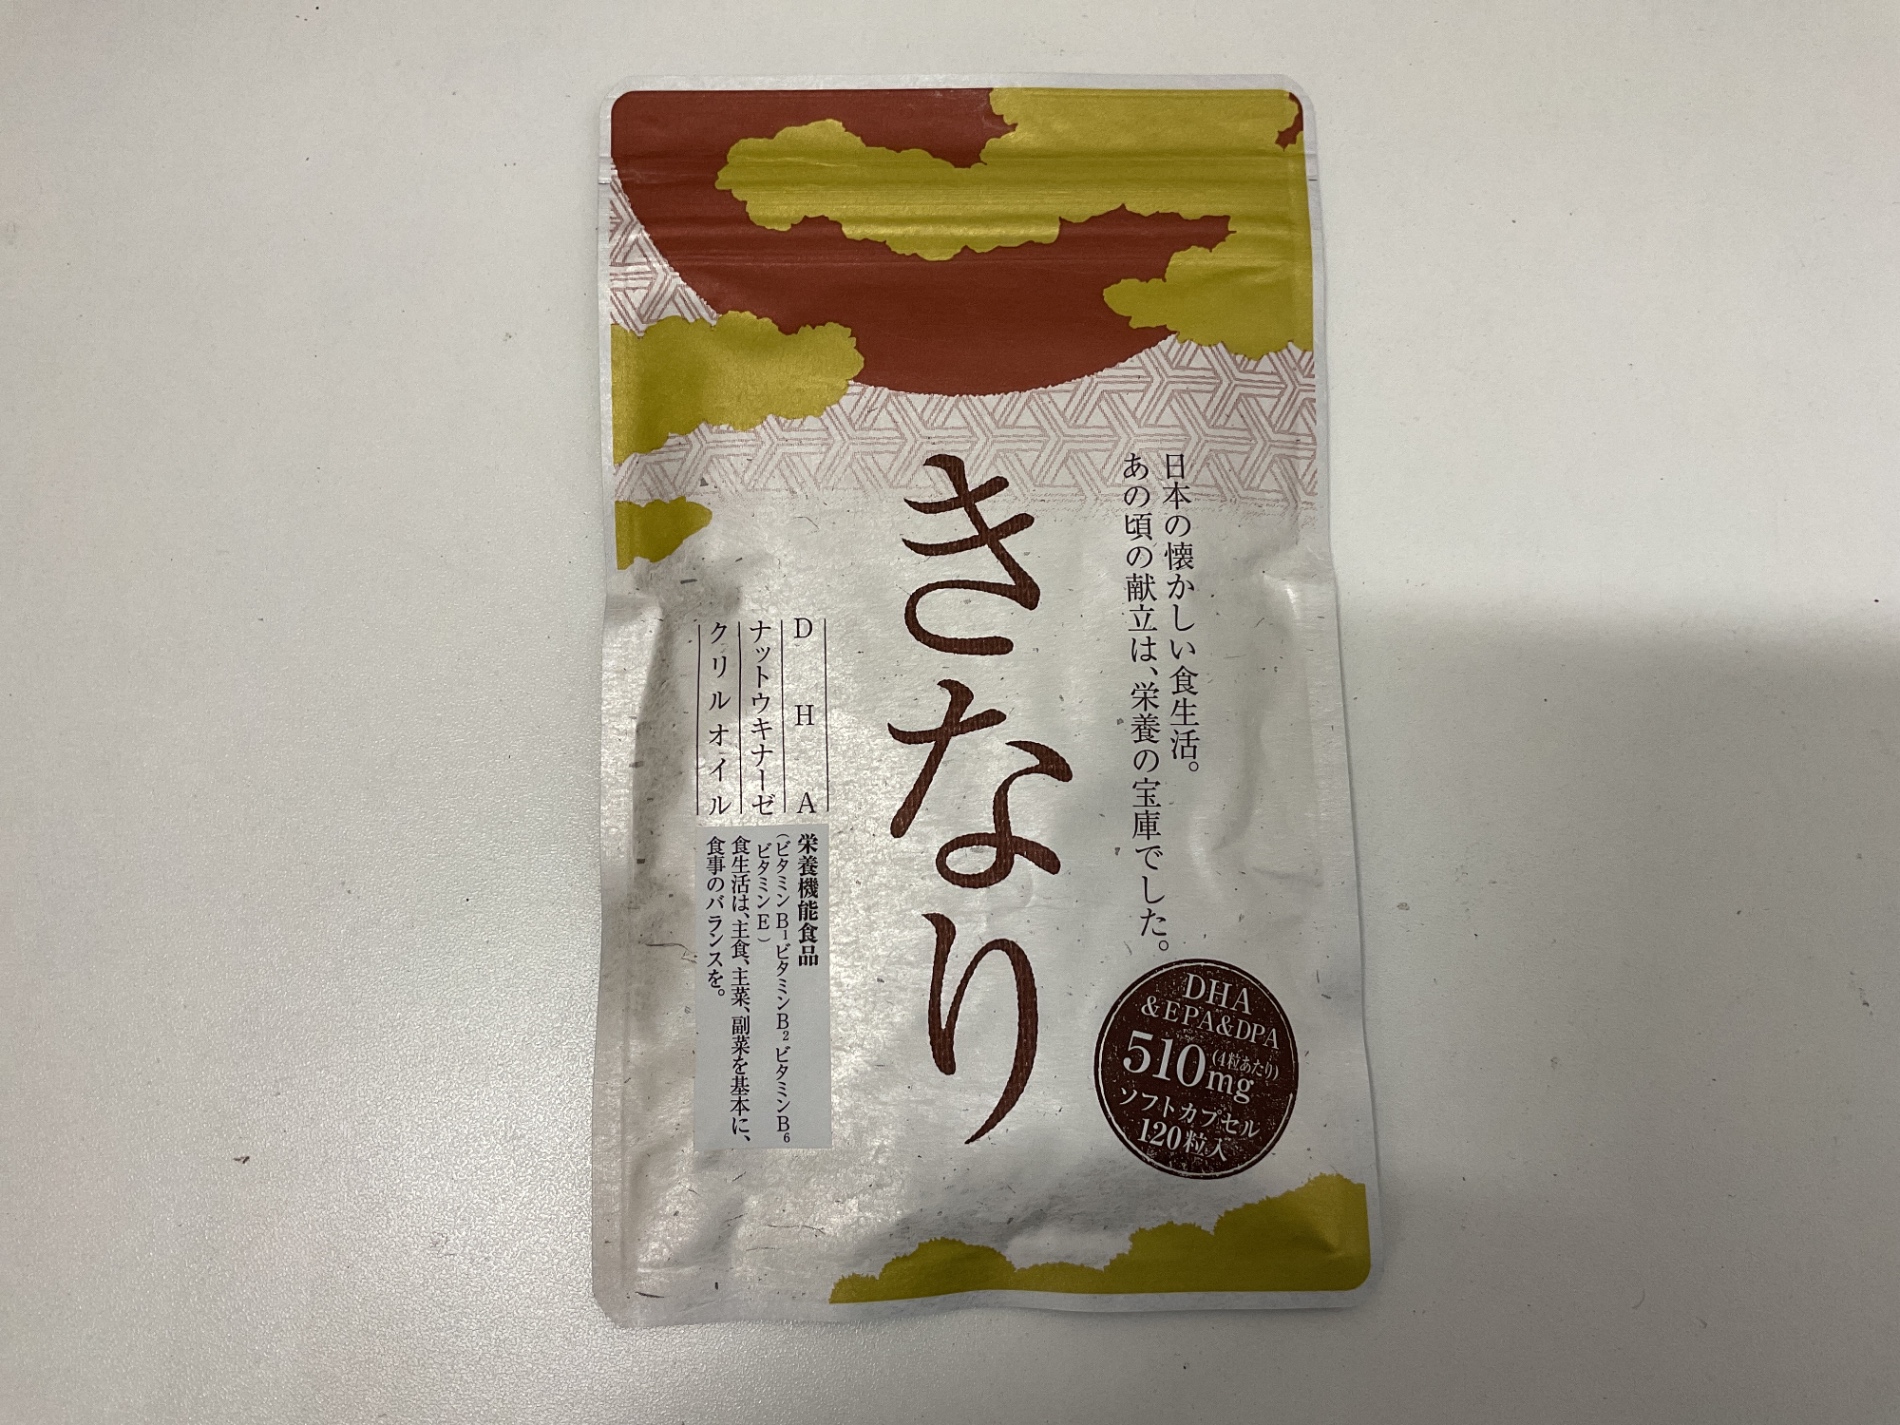 日本の懐かしい食生活。
あの頃の献立は、栄養の宝庫でした。
きなり
DHA
ナットウキナーゼ
クリルオイル
栄養機能食品
（ビタミンB1ビタミンB2 ビタミンB6
ビタミンE）
食生活は、主食、主菜、副菜を基本に、
食事のバランスを。
DHA
&EPA&DPA
510mg(4粒あたり)
ソフトカプセル
120粒入